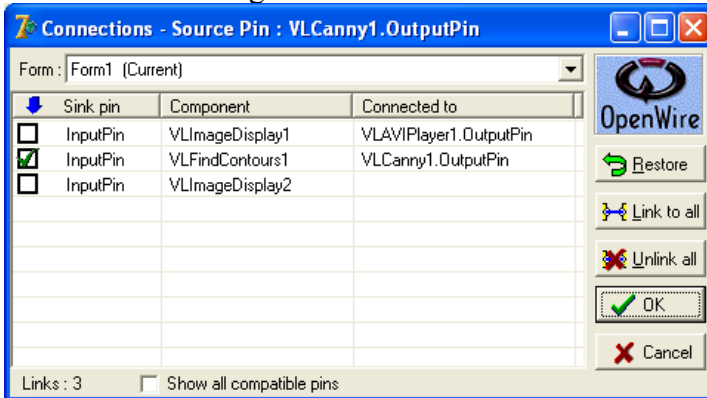 Connections - Source Pin : VLCanny1.OutputPin
Form : Form1 (Current)
OpenWire
Sink pin Component Connected to
InputPin VLImageDisplay1 VLAVIPlayer1.OutputPin
InputPin VLFindContours1 VLCanny1.OutputPin
InputPin VLImageDisplay2
Restore
Link to all
Unlink all
OK
Cancel
Links : 3 Show all compatible pins